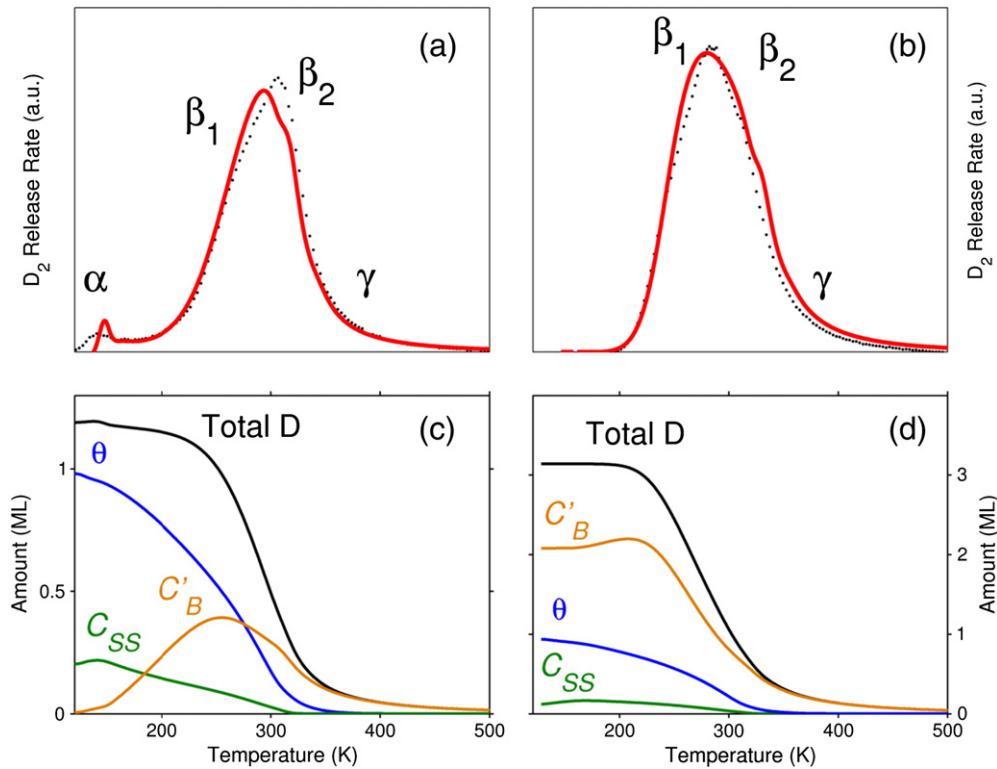 (a)
β1
β2
α
γ
D2 Release Rate (a.u.)
(b)
β1
β2
γ
D2 Release Rate (a.u.)
(c)
Total D
θ
C'B
CSS
1
0.5
0
Amount (ML)
200 300 400 500
Temperature (K)
(d)
Total D
C'B
θ
CSS
3
2
1
0
Amount (ML)
200 300 400 500
Temperature (K)